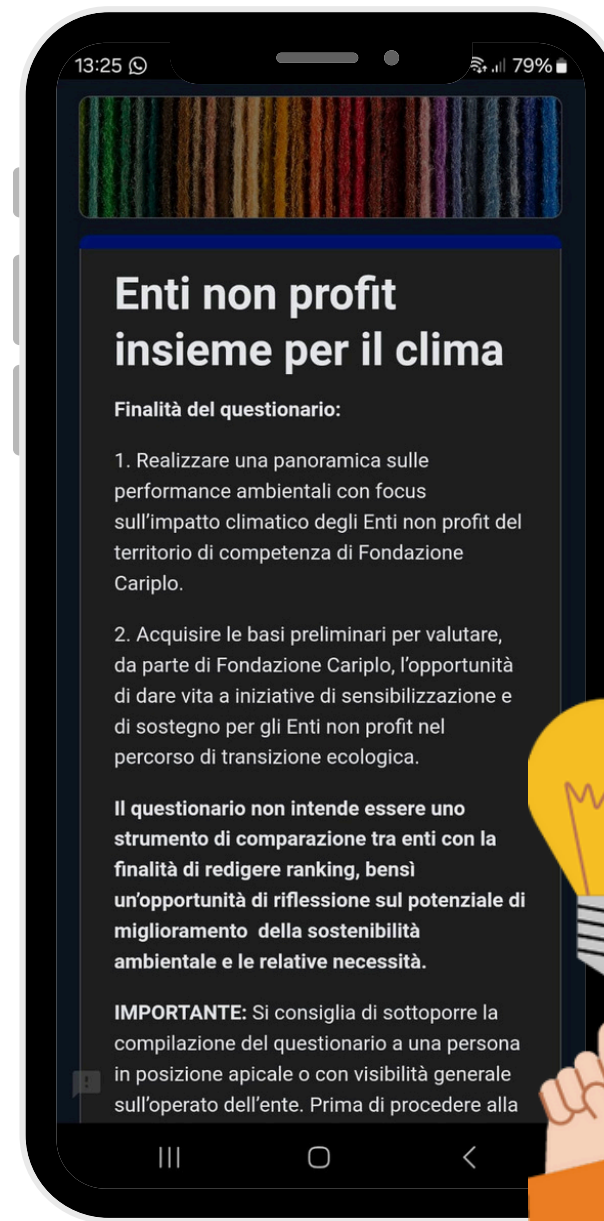 13:25
79%
Enti non profit
insieme per il clima
Finalità del questionario:
1. Realizzare una panoramica sulle
performance ambientali con focus
sull’impatto climatico degli Enti non profit del
territorio di competenza di Fondazione
Cariplo.
2. Acquisire le basi preliminari per valutare,
da parte di Fondazione Cariplo, l’opportunità
di dare vita a iniziative di sensibilizzazione e
di sostegno per gli Enti non profit nel
percorso di transizione ecologica.
Il questionario non intende essere uno
strumento di comparazione tra enti con la
finalità di redigere ranking, bensì
un’opportunità di riflessione sul potenziale di
miglioramento  della sostenibilità
ambientale e le relative necessità.
IMPORTANTE: Si consiglia di sottoporre la
compilazione del questionario a una persona
in posizione apicale o con visibilità generale
sull’operato dell’ente. Prima di procedere alla